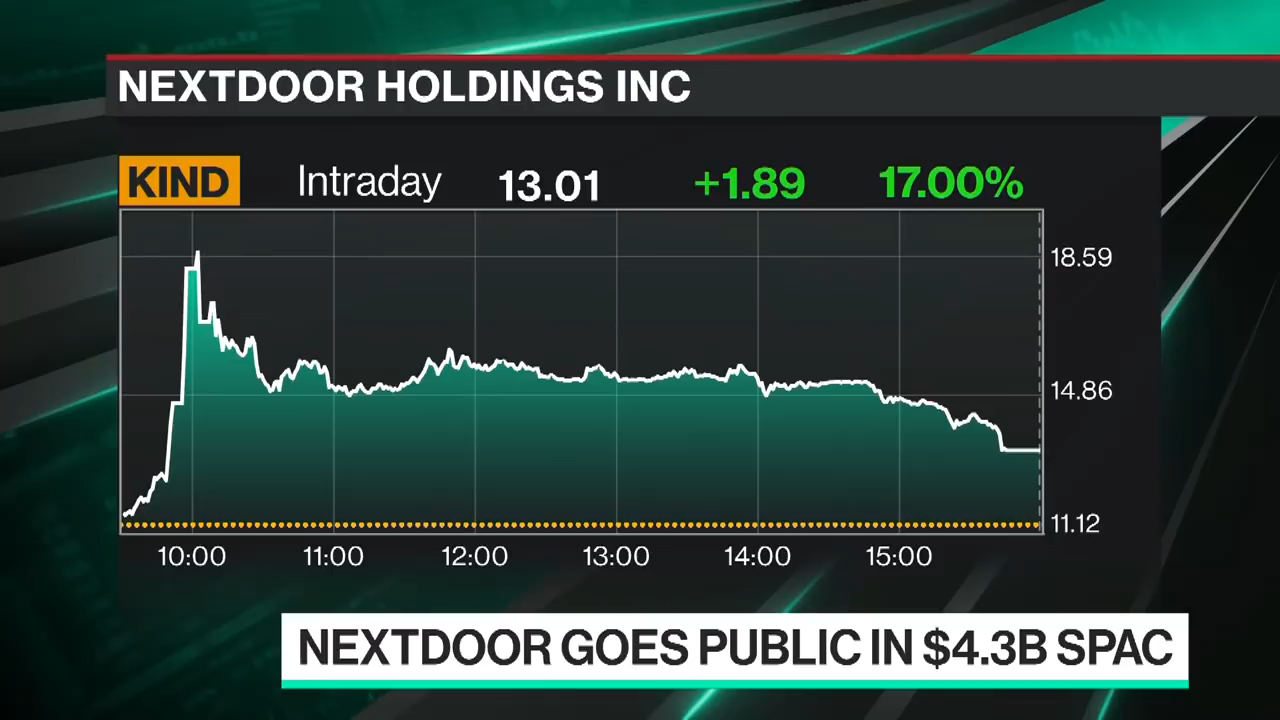 NEXTDOOR HOLDINGS INC
KIND Intraday 13.01 +1.89 17.00%
18.59
14.86
11.12
10:00 11:00 12:00 13:00 14:00 15:00
NEXTDOOR GOES PUBLIC IN $4.3B SPAC